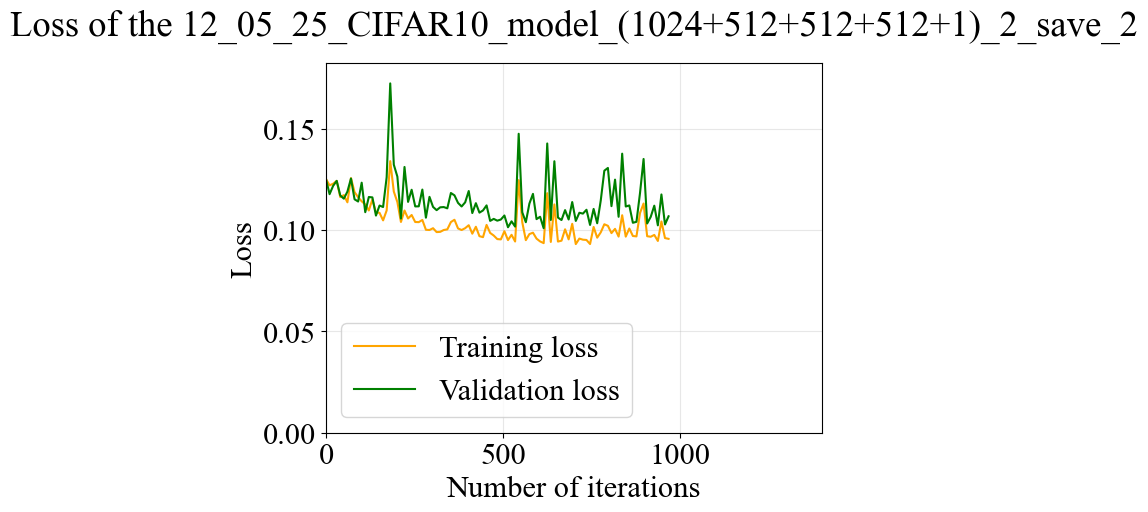 Loss of the 12_05_25_CIFAR10_model_(1024+512+512+512+1)_2_save_2
0.15
0.10
0.05
0.00
Loss
Training loss
Validation loss
0 500 1000
Number of iterations